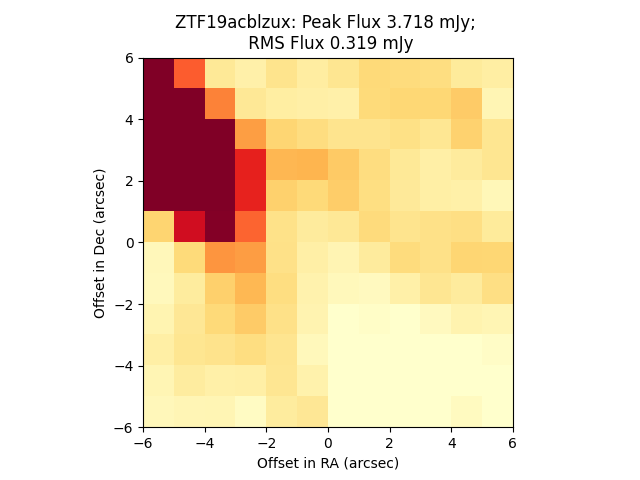 ZTF19acblzux: Peak Flux 3.718 mJy;
RMS Flux 0.319 mJy
6
4
2
0
−2
−4
−6
Offset in Dec (arcsec)
−6 −4 −2 0 2 4 6
Offset in RA (arcsec)